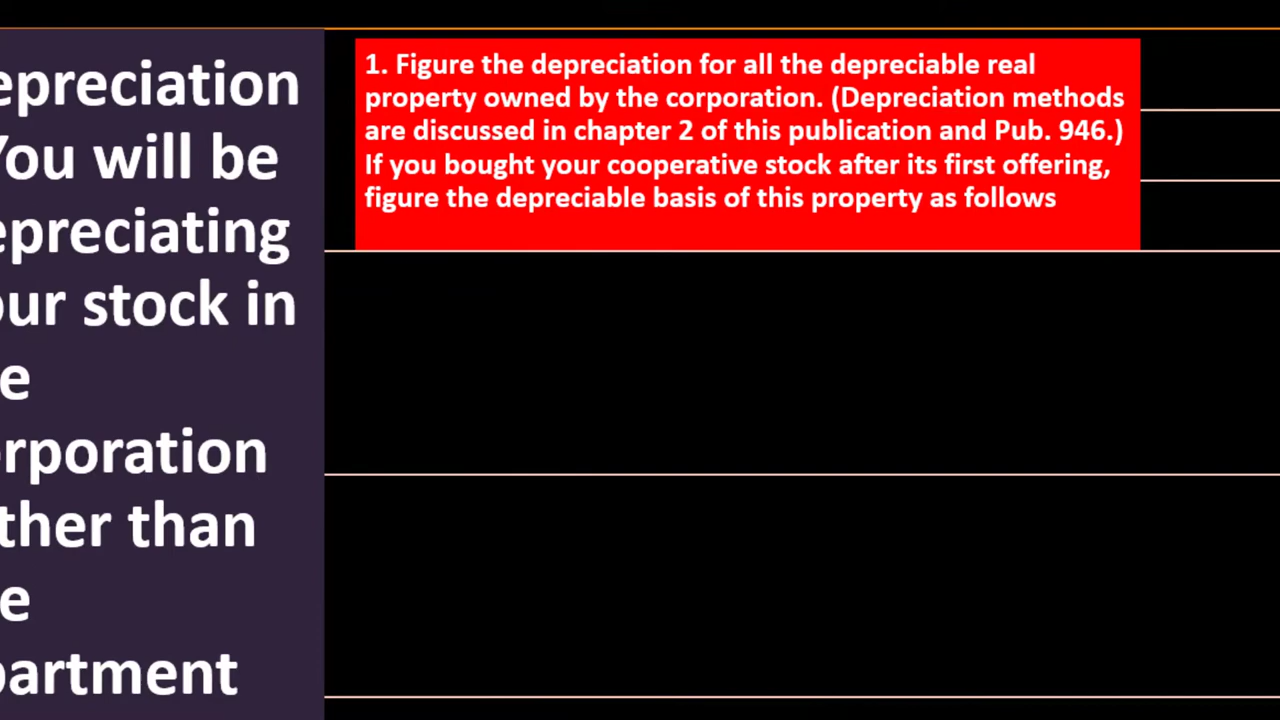 epreciation
You will be
epreciating
our stock in
e
orporation
ther than
e
partment
1. Figure the depreciation for all the depreciable real
property owned by the corporation. (Depreciation methods
are discussed in chapter 2 of this publication and Pub. 946.)
If you bought your cooperative stock after its first offering,
figure the depreciable basis of this property as follows